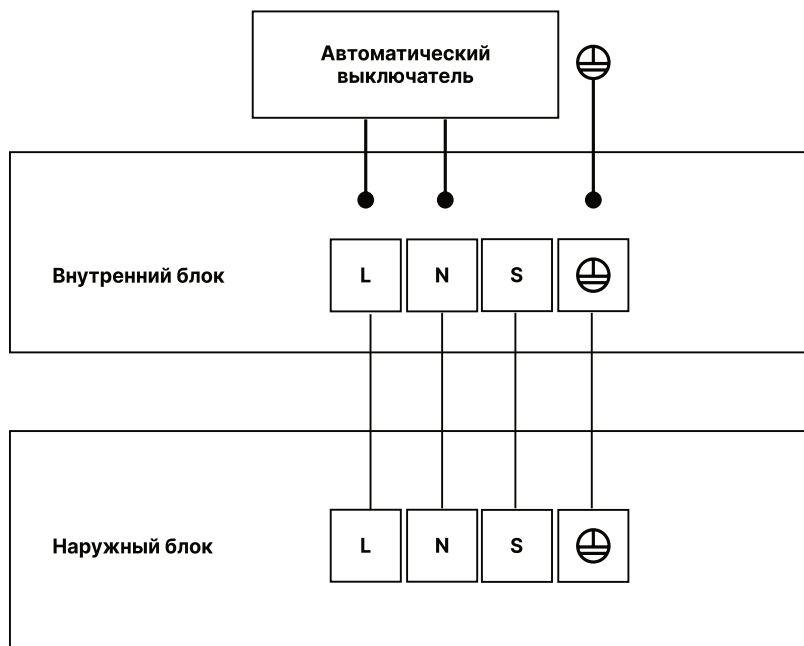 Автоматический
выключатель
Внутренний блок
L N S
Наружный блок
L N S